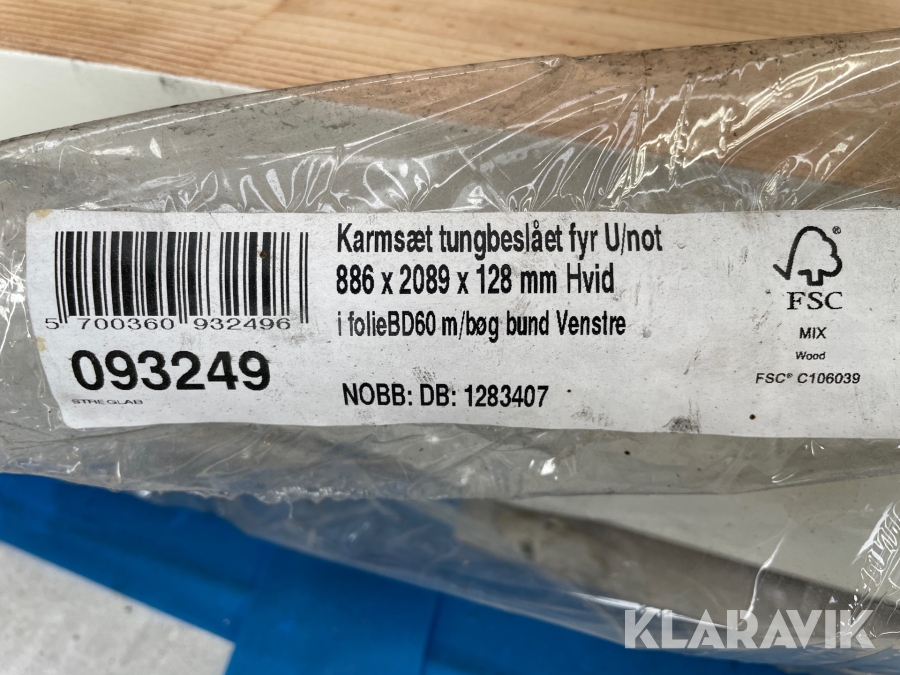 Karmsæt tungbeslået fyr U/not
886 x 2089 x 128 mm Hvid
i folieBD60 m/bøg bund Venstre
NOBB: DB: 1283407
5 700360 932496
093249
STREGLAB
®
FSC
MIX
Wood
FSC® C106039
KLARAVIK
KLARAVIK